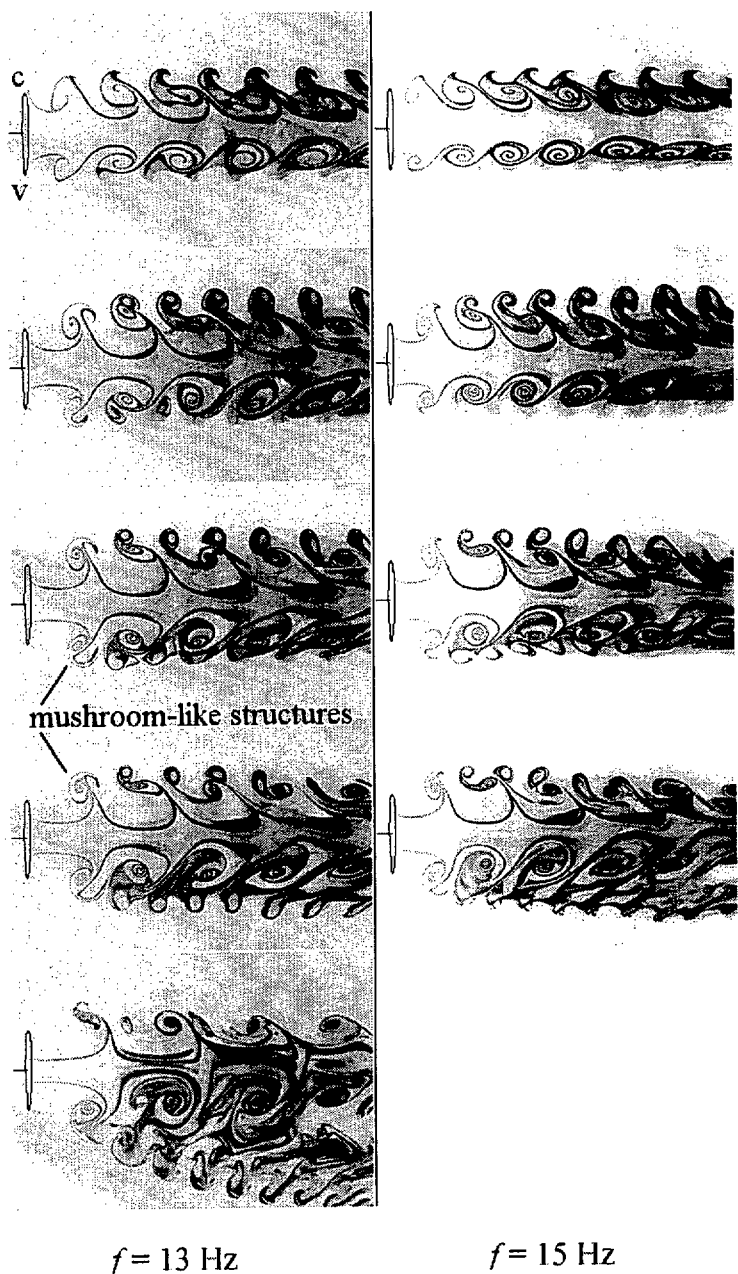 c
v
mushroom-like structures
f = 13 Hz
f = 15 Hz